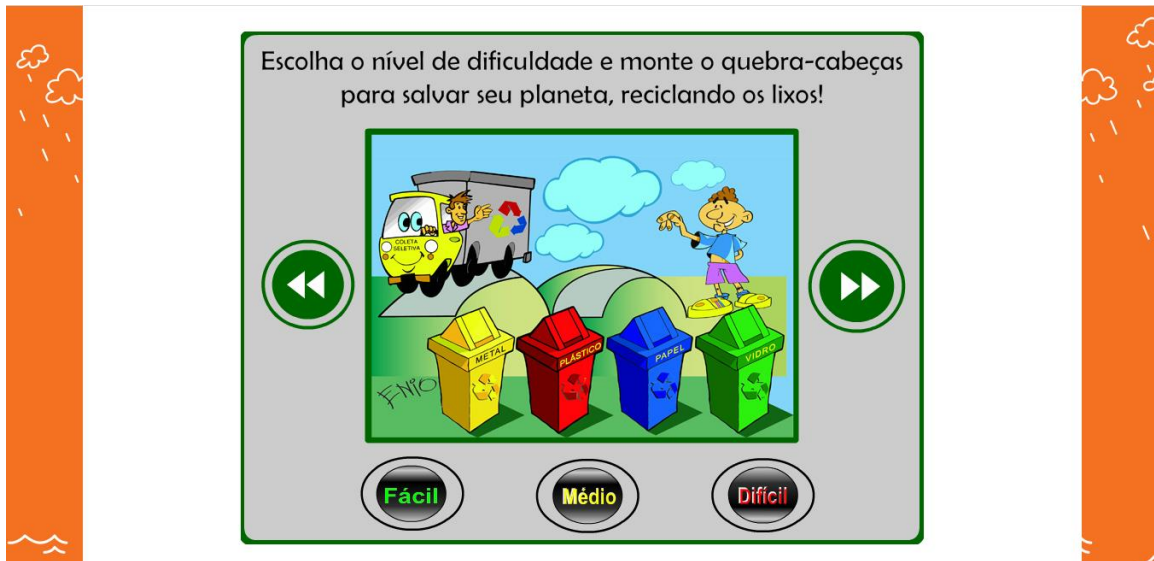 Escolha o nível de dificuldade e monte o quebra-cabeças
para salvar seu planeta, reciclando os lixos!
COLETA
SELETIVA
METAL
PLÁSTICO
PAPEL
VIDRO
ENIO
Fácil
Médio
Difícil